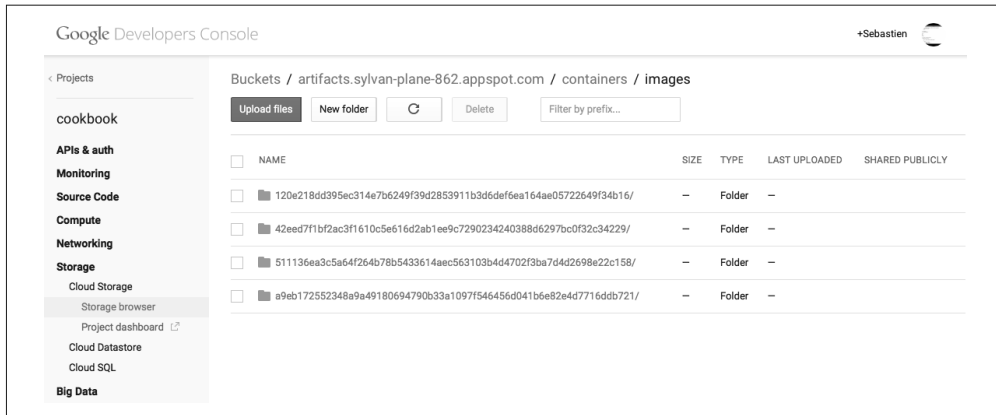 Google Developers Console
+Sebastien
< Projects
cookbook
APIs & auth
Monitoring
Source Code
Compute
Networking
Storage
Cloud Storage
Storage browser
Project dashboard
Cloud Datastore
Cloud SQL
Big Data
Buckets / artifacts.sylvan-plane-862.appspot.com / containers / images
Upload files New folder Delete Filter by prefix...
NAME SIZE TYPE LAST UPLOADED SHARED PUBLICLY
120e218dd395ec314e7b6249f39d2853911b3d6def6ea164ae05722649f34b16/ – Folder –
42eed7f1bf2ac3f1610c5e616d2ab1ee9c7290234240388d6297bc0f32c34229/ – Folder –
511136ea3c5a64f264b78b5433614aec563103b4d4702f3ba7d4d2698e22c158/ – Folder –
a9eb172552348a9a49180694790b33a1097f546456d041b6e82e4d7716ddb721/ – Folder –